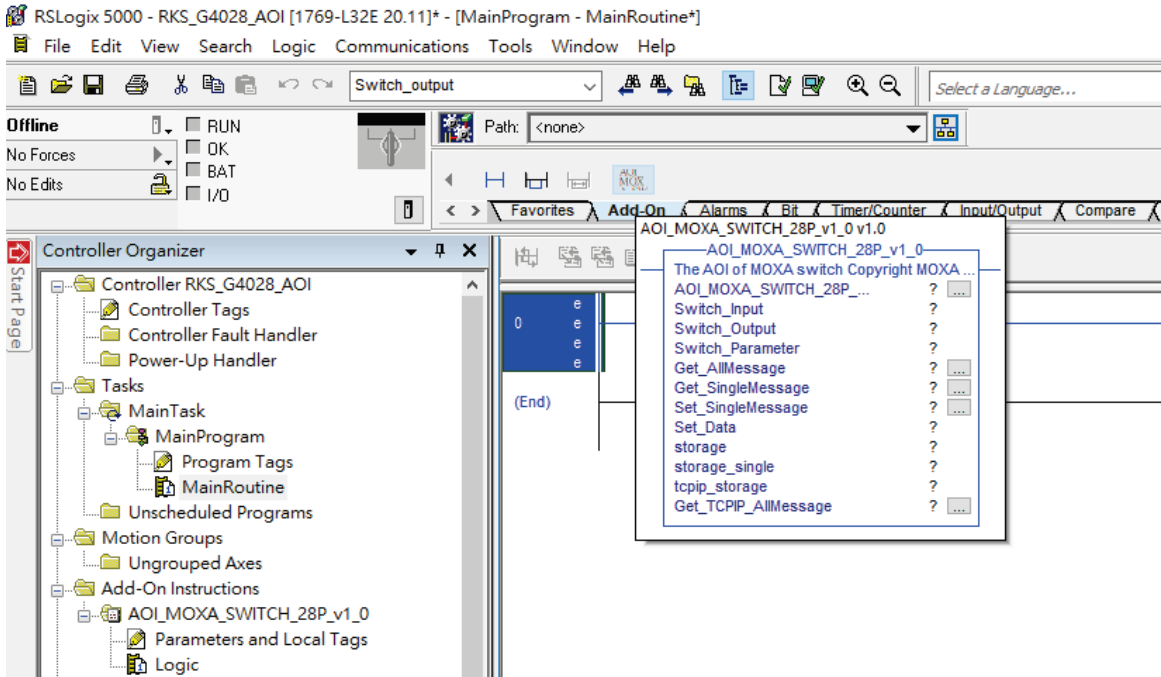 RSLogix 5000 - RKS_G4028_AOI [1769-L32E 20.11]* - [MainProgram - MainRoutine*]
File Edit View Search Logic Communications Tools Window Help
Switch_output
Select a Language...
Offline
RUN
No Forces
OK
No Edits
BAT
I/O
Path: <none>
AOI
MOX
Favorites Add-On Alarms Bit Timer/Counter Input/Output Compare
Start Page
Controller Organizer
Controller RKS_G4028_AOI
Controller Tags
Controller Fault Handler
Power-Up Handler
Tasks
MainTask
MainProgram
Program Tags
MainRoutine
Unscheduled Programs
Motion Groups
Ungrouped Axes
Add-On Instructions
AOI_MOXA_SWITCH_28P_v1_0
Parameters and Local Tags
Logic
0
e
e
e
e
(End)
AOI_MOXA_SWITCH_28P_v1_0 v1.0
AOI_MOXA_SWITCH_28P_v1_0
The AOI of MOXA switch Copyright MOXA ...
AOI_MOXA_SWITCH_28P_... ? ...
Switch_Input ?
Switch_Output ?
Switch_Parameter ?
Get_AllMessage ? ...
Get_SingleMessage ? ...
Set_SingleMessage ? ...
Set_Data ?
storage ?
storage_single ?
tcpip_storage ?
Get_TCPIP_AllMessage ? ...